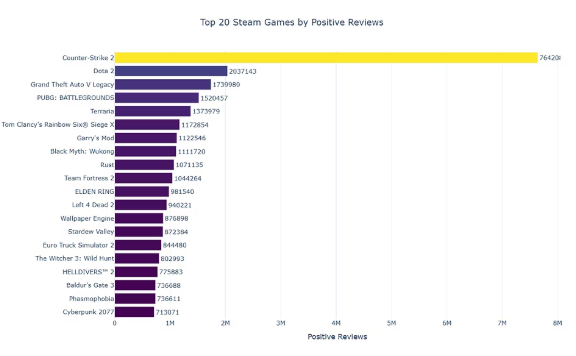 Top 20 Steam Games by Positive Reviews
Counter-Strike 2
Dota 2 2037143
Grand Theft Auto V Legacy 1739980
PUBG: BATTLEGROUNDS 1520457
Terraria 1373979
Tom Clancy's Rainbow Six® Siege X 1172854
Garry's Mod 1122546
Black Myth: Wukong 1111720
Rust 1071135
Team Fortress 2 1044264
ELDEN RING 981540
Left 4 Dead 2 940221
Wallpaper Engine 876898
Stardew Valley 872384
Euro Truck Simulator 2 844480
The Witcher 3: Wild Hunt 802993
HELLDIVERS™ 2 775883
Baldur's Gate 3 736688
Phasmophobia 736611
Cyberpunk 2077 713071
0 1M 2M 3M 4M 5M 6M 7M 8M
Positive Reviews